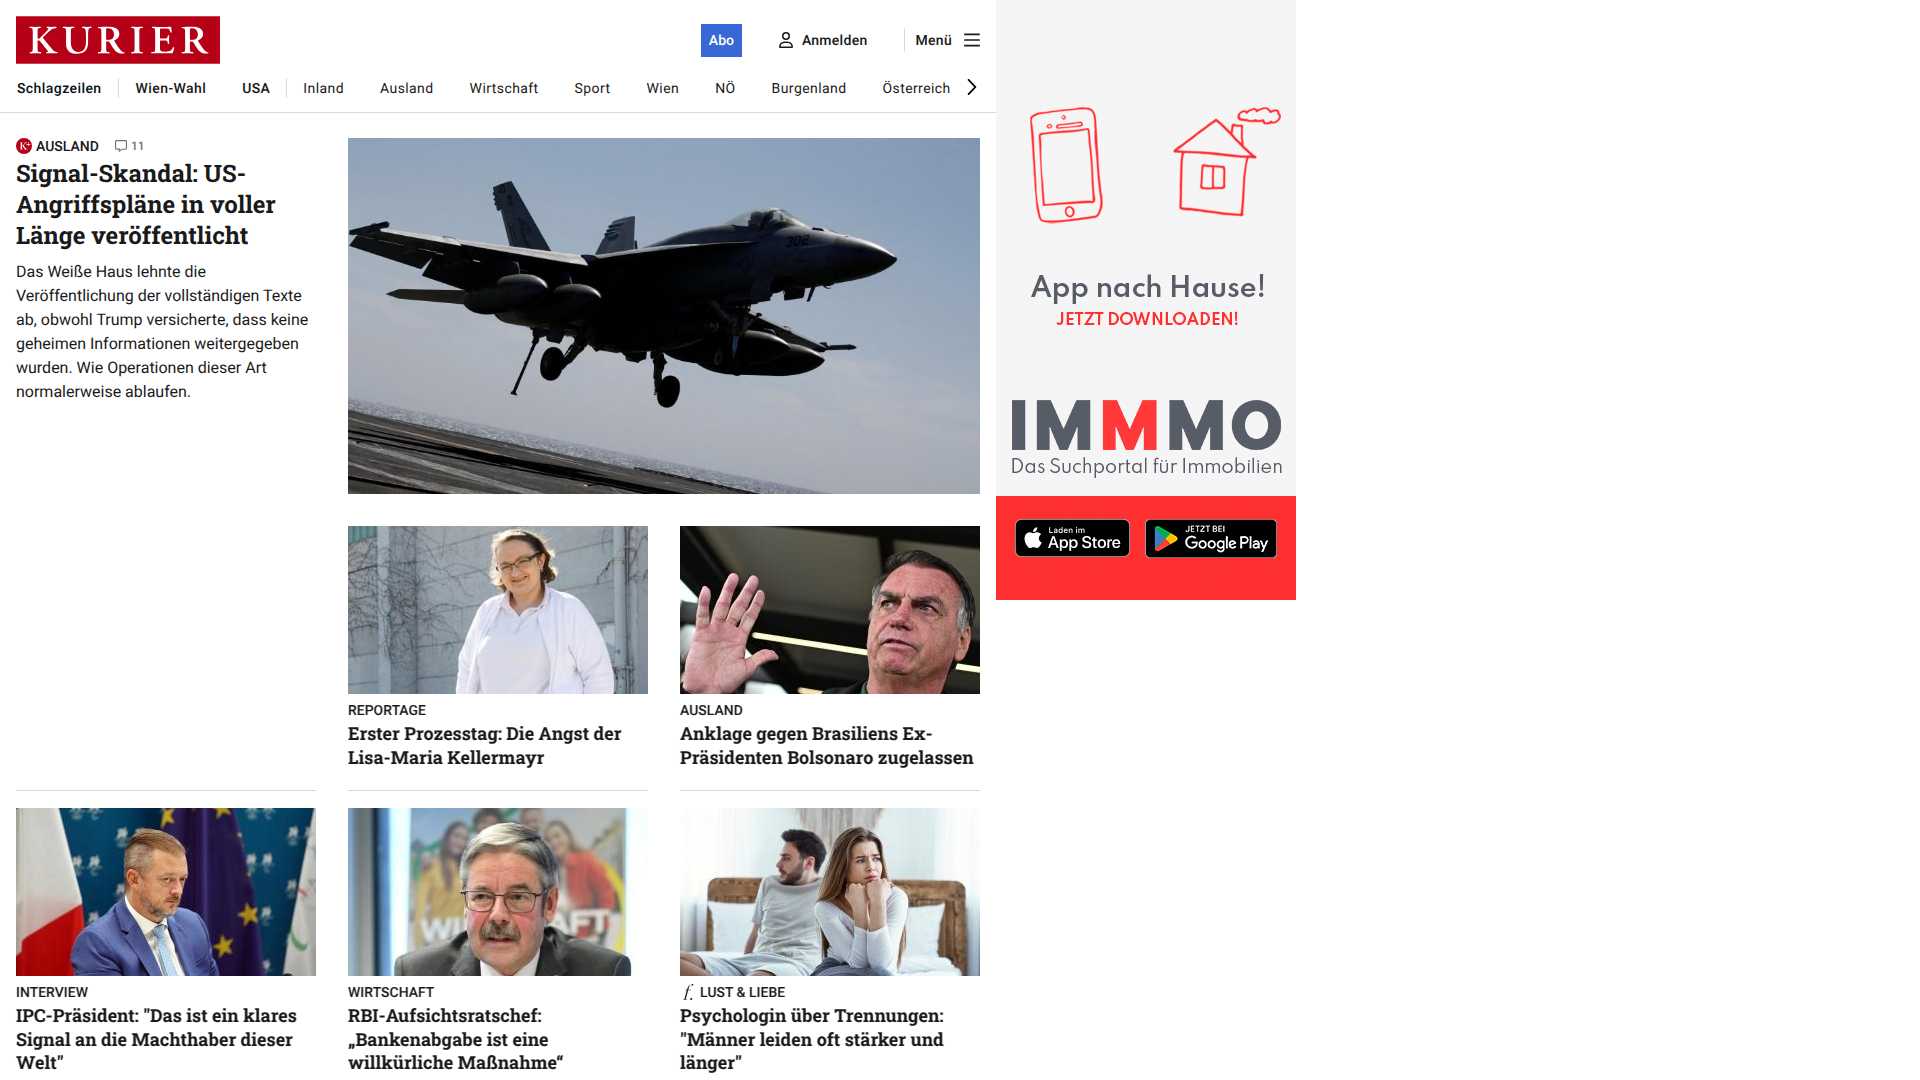 KURIER
Abo
Anmelden
Menü
Schlagzeilen
Wien-Wahl
USA
Inland
Ausland
Wirtschaft
Sport
Wien
NÖ
Burgenland
Österreich
K+ AUSLAND 11
Signal-Skandal: US-
Angriffspläne in voller
Länge veröffentlicht
Das Weiße Haus lehnte die
Veröffentlichung der vollständigen Texte
ab, obwohl Trump versicherte, dass keine
geheimen Informationen weitergegeben
wurden. Wie Operationen dieser Art
normalerweise ablaufen.
302
REPORTAGE
Erster Prozesstag: Die Angst der
Lisa-Maria Kellermayr
AUSLAND
Anklage gegen Brasiliens Ex-
Präsidenten Bolsonaro zugelassen
INTERVIEW
IPC-Präsident: "Das ist ein klares
Signal an die Machthaber dieser
Welt"
WIRTSCHAFT
RBI-Aufsichtsratschef:
„Bankenabgabe ist eine
willkürliche Maßnahme“
f. LUST & LIEBE
Psychologin über Trennungen:
"Männer leiden oft stärker und
länger"
App nach Hause!
JETZT DOWNLOADEN!
IMMMO
Das Suchportal für Immobilien
Laden im
App Store
JETZT BEI
Google Play